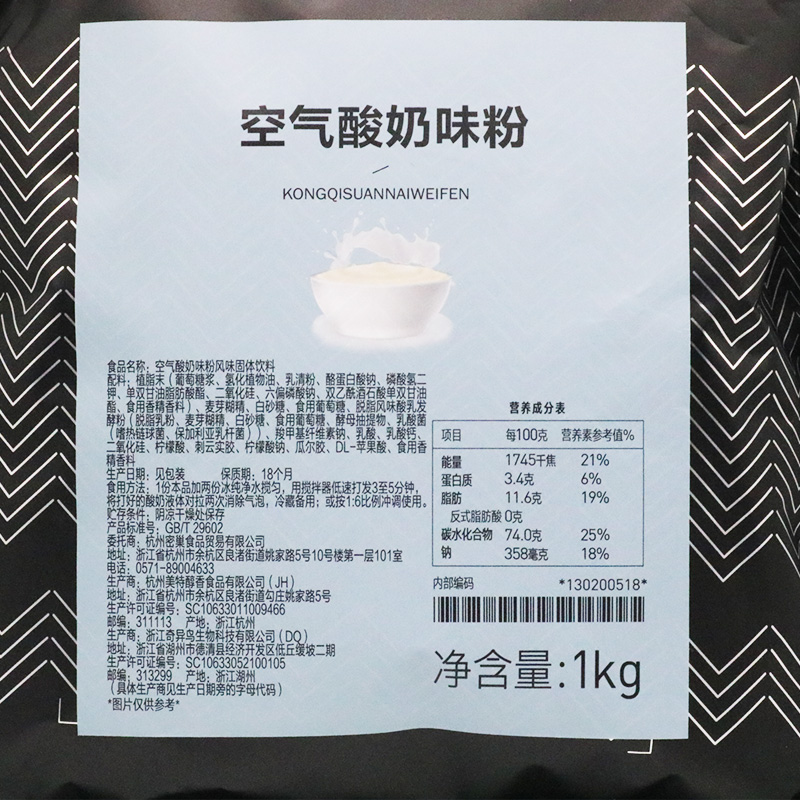 空气酸奶味粉
KONGQISUANNAIWEIFEN
食品名称：空气酸奶味粉风味固体饮料
配料：植脂末（葡萄糖浆、氢化植物油、乳清粉、酪蛋白酸钠、磷酸氢二
钾、单双甘油脂肪酸酯、二氧化硅、六偏磷酸钠、双乙酰酒石酸单双甘油
酯、食用香精香料）、麦芽糊精、白砂糖、食用葡萄糖、脱脂风味酸乳发
酵粉（脱脂乳粉、麦芽糊精、白砂糖、食用葡萄糖、酵母抽提物、乳酸菌
（嗜热链球菌、保加利亚乳杆菌））、羧甲基纤维素钠、乳酸、乳酸钙、
二氧化硅、柠檬酸、刺云实胶、柠檬酸钠、瓜尔胶、DL-苹果酸、食用香
精香料
生产日期：见包装 保质期：18个月
食用方法：1份本品加两份冰纯净水搅匀，用搅拌器低速打发3至5分钟，
将打好的酸奶液体对拉两次消除气泡，冷藏备用；或按1:6比例冲调使用。
贮存条件：阴凉干燥处保存
产品标准号：GB/T 29602
委托商：杭州密巢食品贸易有限公司
地址：浙江省杭州市余杭区良渚街道姚家路5号10号楼第一层101室
电话：0571-89004633
生产商：杭州美特醇香食品有限公司（JH）
地址：浙江省杭州市余杭区良渚街道勾庄姚家路5号
生产许可证编号：SC10633011009466
邮编：311113 产地：浙江杭州
生产商：浙江奇异鸟生物科技有限公司（DQ）
地址：浙江省湖州市德清县经济开发区低丘缓坡二期
生产许可证编号：SC10633052100105
邮编：313299 产地：浙江湖州
（具体生产商见生产日期旁的字母代码）
*图片仅供参考*
营养成分表
项目 每100克 营养素参考值%
能量 1745千焦 21%
蛋白质 3.4克 6%
脂肪 11.6克 19%
反式脂肪酸 0克
碳水化合物 74.0克 25%
钠 358毫克 18%
内部编码 *130200518*
净含量:1kg